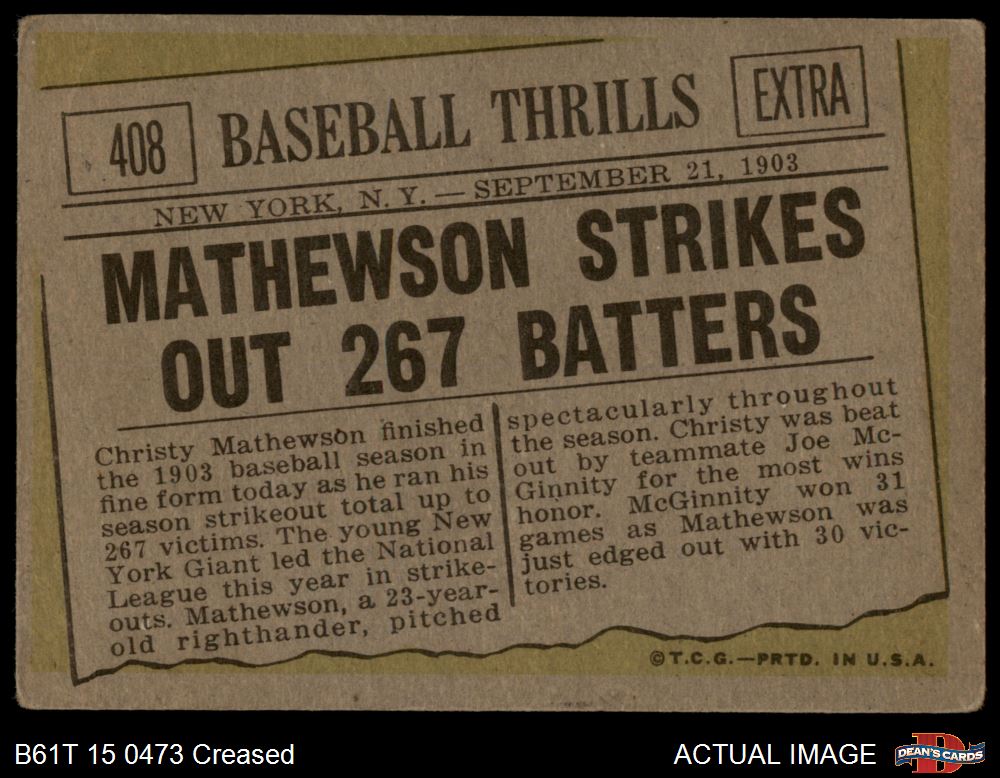 408
BASEBALL THRILLS
EXTRA
NEW YORK, N. Y. — SEPTEMBER 21, 1903
MATHEWSON STRIKES
OUT 267 BATTERS
Christy Mathewson finished
the 1903 baseball season in
fine form today as he ran his
season strikeout total up to
267 victims. The young New
York Giant led the National
League this year in strike-
outs. Mathewson, a 23-year-
old righthander, pitched
spectacularly throughout
the season. Christy was beat
out by teammate Joe Mc-
Ginnity for the most wins
honor. McGinnity won 31
games as Mathewson was
just edged out with 30 vic-
tories.
© T.C.G.—PRTD. IN U.S.A.
B61T 15 0473 Creased
ACTUAL IMAGE
DEAN'S CARDS